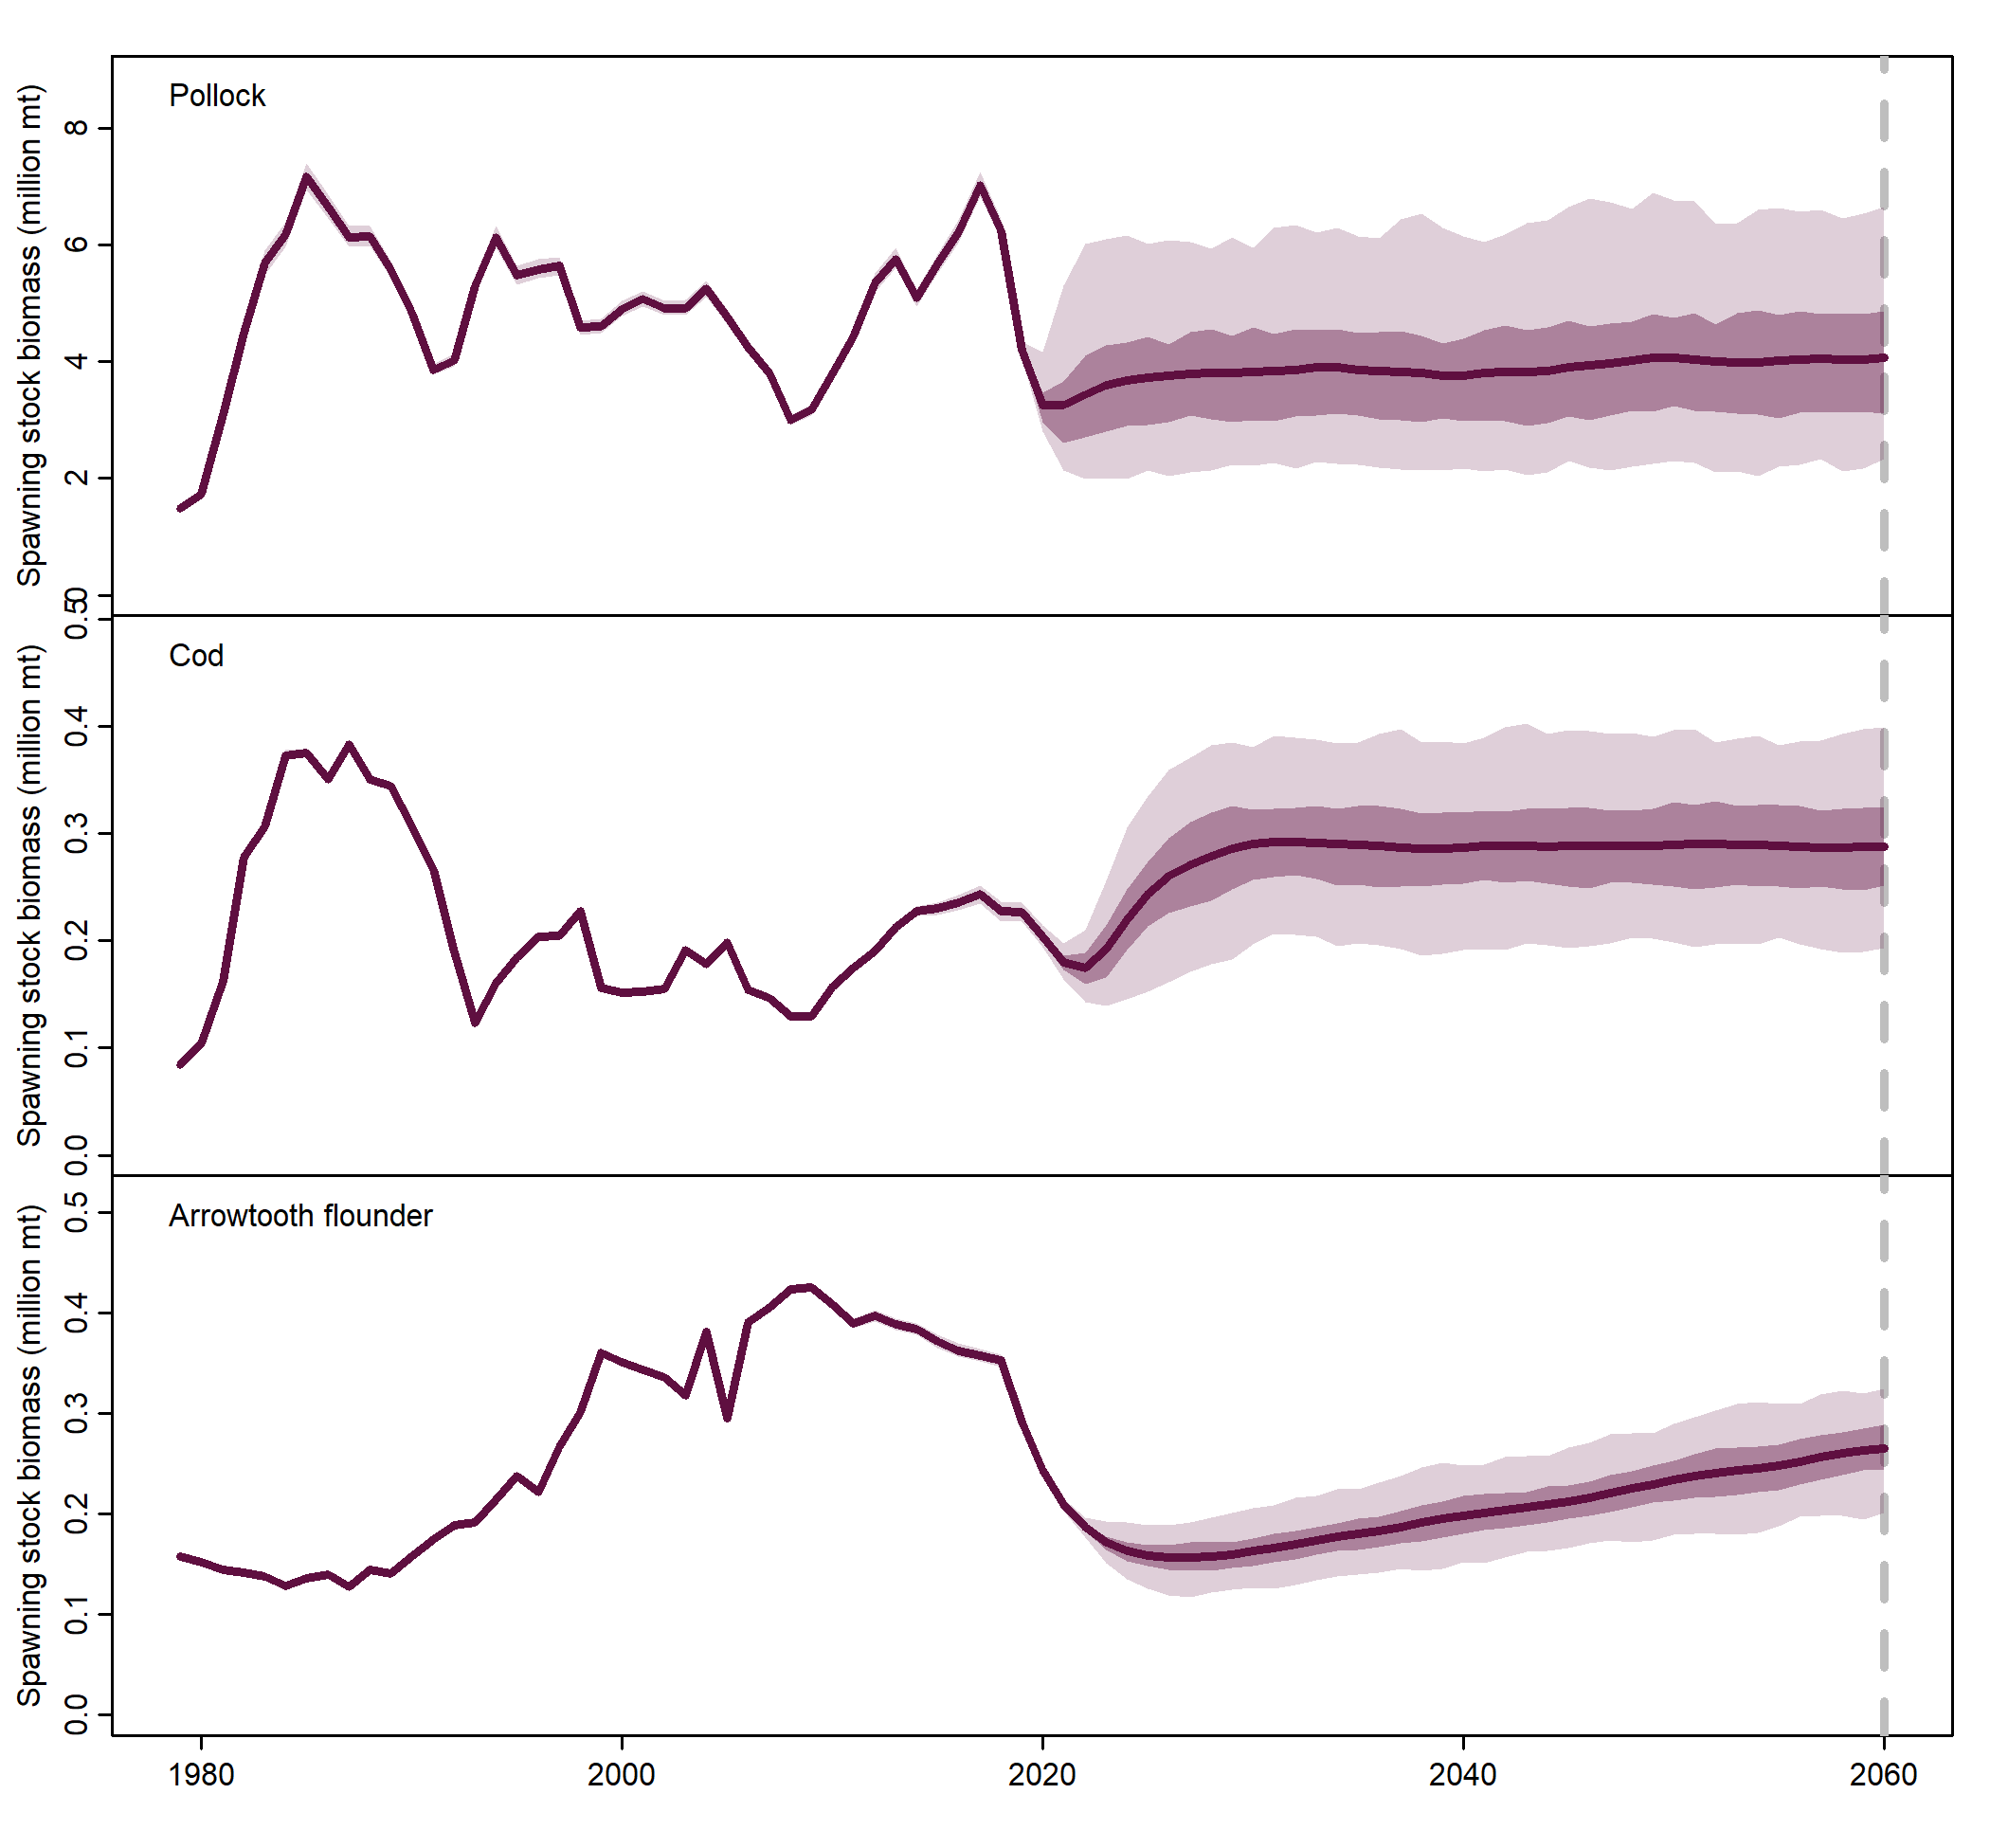 Pollock
Spawning stock biomass (million mt)
8
6
4
2
0
Cod
Spawning stock biomass (million mt)
0.5
0.4
0.3
0.2
0.1
0.0
Arrowtooth flounder
Spawning stock biomass (million mt)
0.5
0.4
0.3
0.2
0.1
0.0
1980 2000 2020 2040 2060